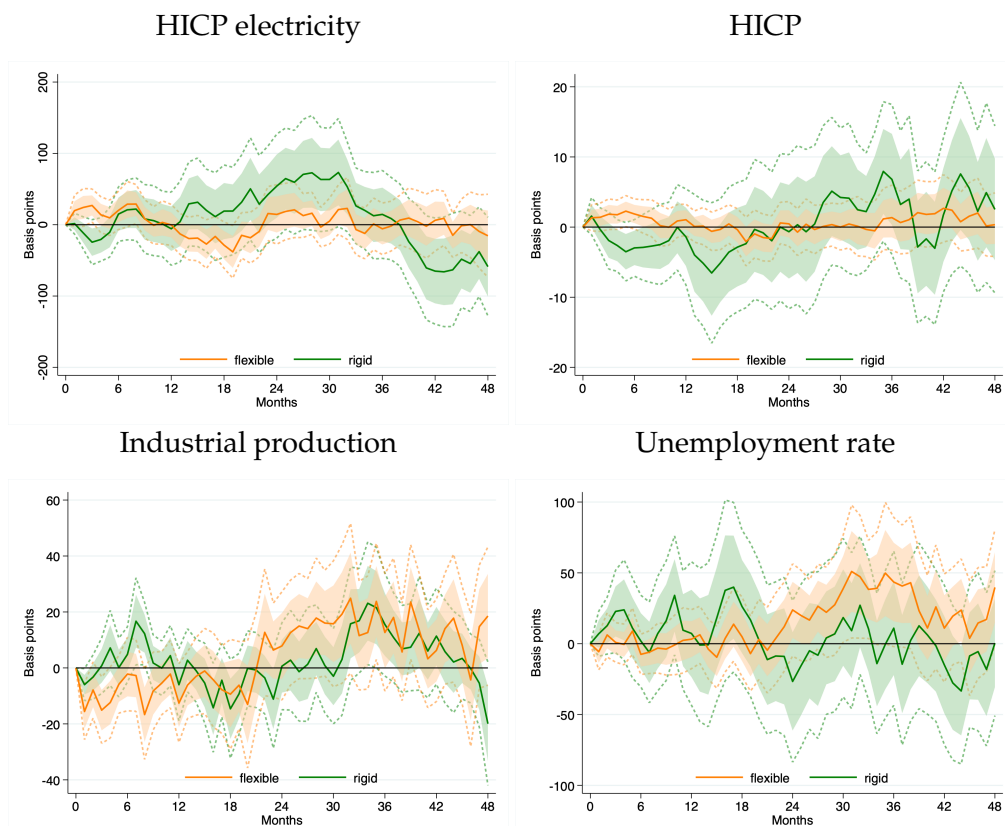 HICP electricity
HICP
200
100
0
-100
-200
Basis points
flexible rigid
0 6 12 18 24 30 36 42 48
Months
20
10
0
-10
-20
Basis points
flexible rigid
0 6 12 18 24 30 36 42 48
Months
Industrial production
Unemployment rate
60
40
20
0
-20
-40
Basis points
flexible rigid
0 6 12 18 24 30 36 42 48
Months
100
50
0
-50
-100
Basis points
flexible rigid
0 6 12 18 24 30 36 42 48
Months